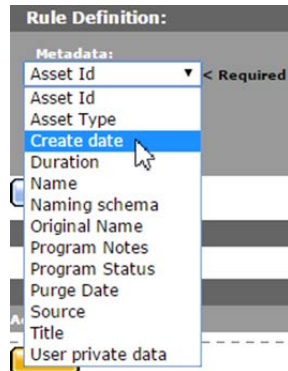 Rule Definition:
Metadata:
Asset Id < Required
Asset Id
Asset Type
Create date
Duration
Name
Naming schema
Original Name
Program Notes
Program Status
Purge Date
Source
Title
User private data